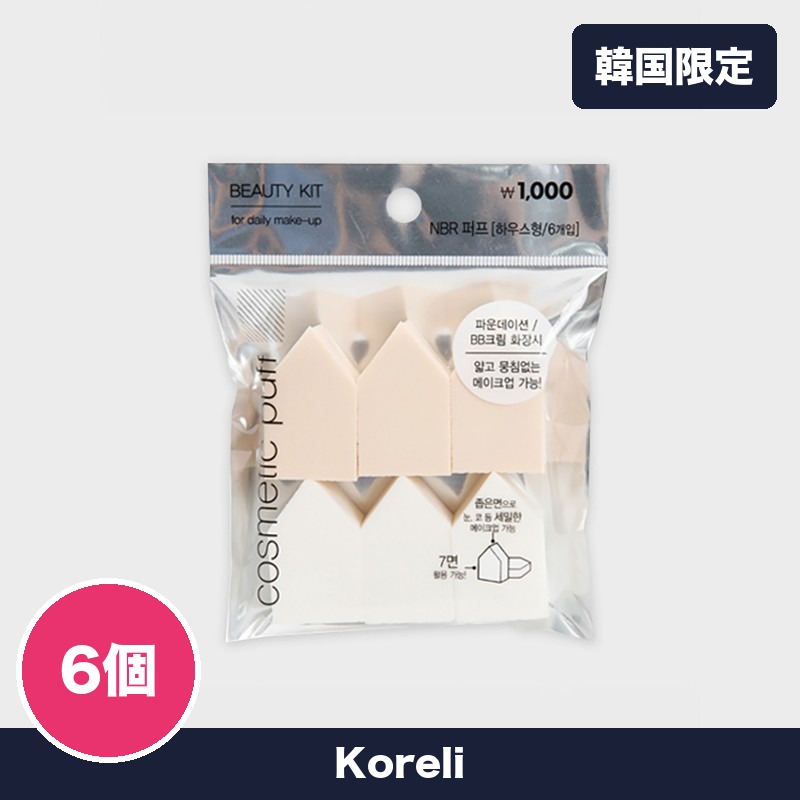 韓国限定
BEAUTY KIT
for daily make-up
₩1,000
NBR 퍼프 [하우스형/6개입]
파운데이션 /
BB크림 화장시
얇고 뭉침없는
메이크업 가능!
cosmetic puff
좁은면으로
눈, 코 등 세밀한
메이크업 가능
7면
활용 가능!
6個
Koreli